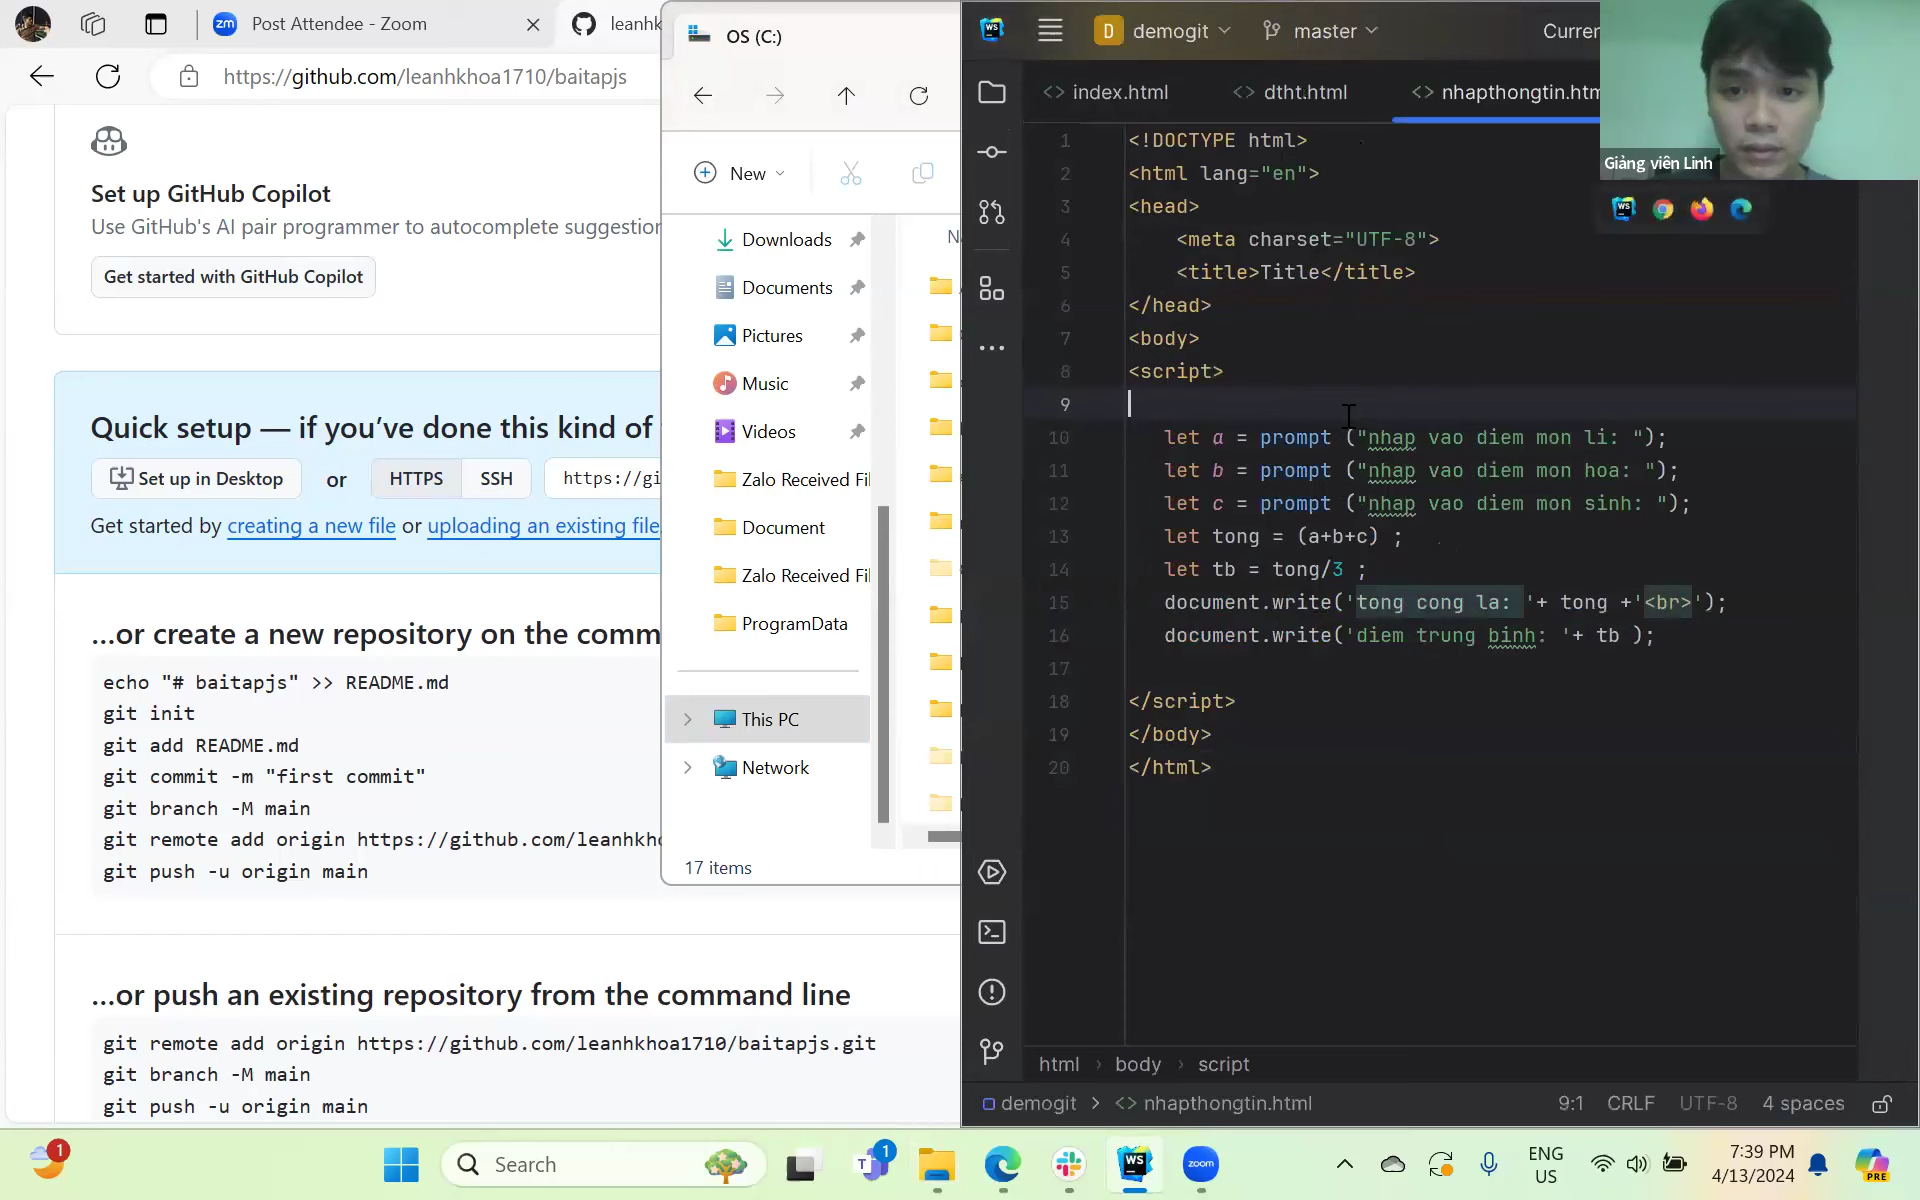 Post Attendee - Zoom
https://github.com/leanhkhoa1710/baitapjs
Set up GitHub Copilot
Use GitHub's AI pair programmer to autocomplete suggestion
Get started with GitHub Copilot
Quick setup — if you've done this kind of
Set up in Desktop or HTTPS SSH https://gi
Get started by creating a new file or uploading an existing file
...or create a new repository on the comm
echo "# baitapjs" >> README.md
git init
git add README.md
git commit -m "first commit"
git branch -M main
git remote add origin https://github.com/leanhkh
git push -u origin main
...or push an existing repository from the command line
git remote add origin https://github.com/leanhkhoa1710/baitapjs.git
git branch -M main
git push -u origin main
OS (C:)
New
Downloads
Documents
Pictures
Music
Videos
Zalo Received Fil
Document
Zalo Received Fil
ProgramData
This PC
Network
17 items
WS
D demogit master Curren
index.html dtht.html nhapthongtin.htm
1 <!DOCTYPE html>
2 <html lang="en">
3 <head>
4 <meta charset="UTF-8">
5 <title>Title</title>
6 </head>
7 <body>
8 <script>
9
10 let a = prompt ("nhap vao diem mon li: ");
11 let b = prompt ("nhap vao diem mon hoa: ");
12 let c = prompt ("nhap vao diem mon sinh: ");
13 let tong = (a+b+c) ;
14 let tb = tong/3 ;
15 document.write('tong cong la: '+ tong +'<br>');
16 document.write('diem trung binh: '+ tb );
17
18 </script>
19 </body>
20 </html>
html › body › script
demogit › <> nhapthongtin.html 9:1 CRLF UTF-8 4 spaces
Giảng viên Linh
1 Search 1 WS zoom ENG US 7:39 PM 4/13/2024 PRE